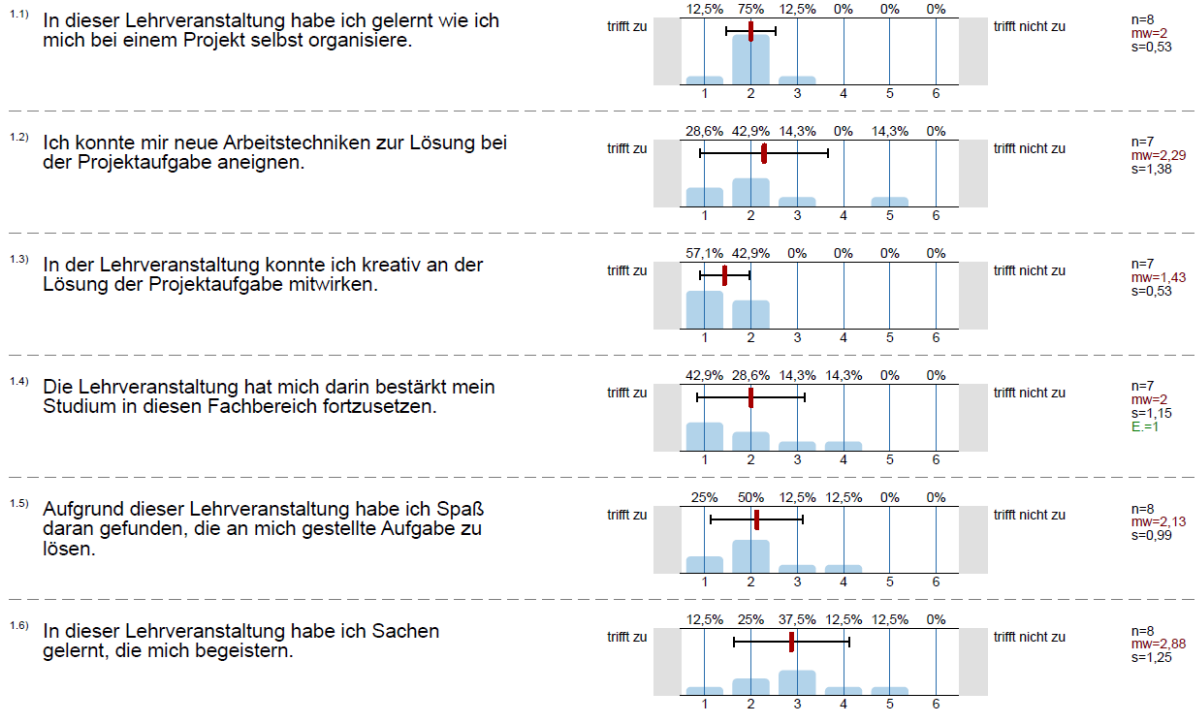 1.1) In dieser Lehrveranstaltung habe ich gelernt wie ich
mich bei einem Projekt selbst organisiere.
12,5% 75% 12,5% 0% 0% 0%
trifft zu
trifft nicht zu
1 2 3 4 5 6
n=8
mw=2
s=0,53
1.2) Ich konnte mir neue Arbeitstechniken zur Lösung bei
der Projektaufgabe aneignen.
28,6% 42,9% 14,3% 0% 14,3% 0%
trifft zu
trifft nicht zu
1 2 3 4 5 6
n=7
mw=2,29
s=1,38
1.3) In der Lehrveranstaltung konnte ich kreativ an der
Lösung der Projektaufgabe mitwirken.
57,1% 42,9% 0% 0% 0% 0%
trifft zu
trifft nicht zu
1 2 3 4 5 6
n=7
mw=1,43
s=0,53
1.4) Die Lehrveranstaltung hat mich darin bestärkt mein
Studium in diesen Fachbereich fortzusetzen.
42,9% 28,6% 14,3% 14,3% 0% 0%
trifft zu
trifft nicht zu
1 2 3 4 5 6
n=7
mw=2
s=1,15
E.=1
1.5) Aufgrund dieser Lehrveranstaltung habe ich Spaß
daran gefunden, die an mich gestellte Aufgabe zu
lösen.
25% 50% 12,5% 12,5% 0% 0%
trifft zu
trifft nicht zu
1 2 3 4 5 6
n=8
mw=2,13
s=0,99
1.6) In dieser Lehrveranstaltung habe ich Sachen
gelernt, die mich begeistern.
12,5% 25% 37,5% 12,5% 12,5% 0%
trifft zu
trifft nicht zu
1 2 3 4 5 6
n=8
mw=2,88
s=1,25